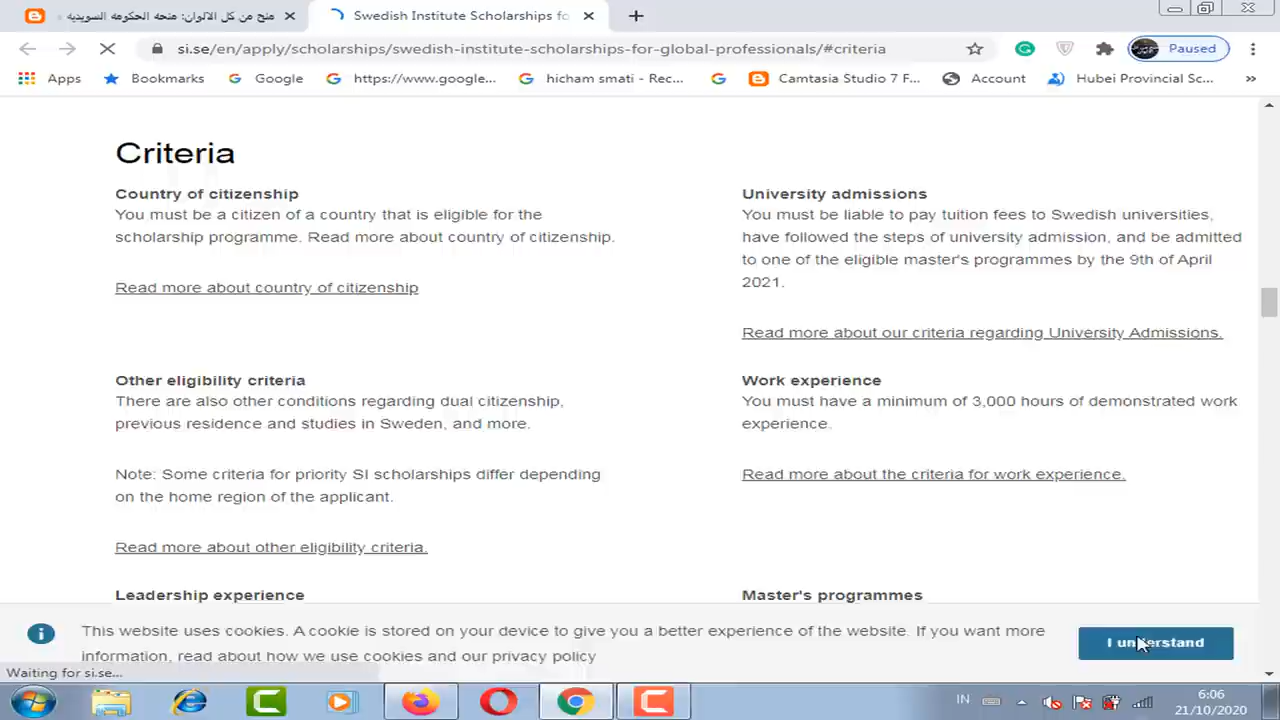 منح من كل الالوان: منحه الحكومه السويديه
Swedish Institute Scholarships fo
si.se/en/apply/scholarships/swedish-institute-scholarships-for-global-professionals/#criteria
Paused
Apps
Bookmarks
Google
https://www.google...
hicham smati - Rec...
Camtasia Studio 7 F...
Account
Hubei Provincial Sc...
»
Criteria
Country of citizenship
You must be a citizen of a country that is eligible for the
scholarship programme. Read more about country of citizenship.
Read more about country of citizenship
University admissions
You must be liable to pay tuition fees to Swedish universities,
have followed the steps of university admission, and be admitted
to one of the eligible master's programmes by the 9th of April
2021.
Read more about our criteria regarding University Admissions.
Other eligibility criteria
There are also other conditions regarding dual citizenship,
previous residence and studies in Sweden, and more.
Note: Some criteria for priority SI scholarships differ depending
on the home region of the applicant.
Read more about other eligibility criteria.
Work experience
You must have a minimum of 3,000 hours of demonstrated work
experience.
Read more about the criteria for work experience.
Leadership experience
Master's programmes
This website uses cookies. A cookie is stored on your device to give you a better experience of the website. If you want more
information, read about how we use cookies and our privacy policy
I understand
Waiting for si.se...
IN
6:06
21/10/2020